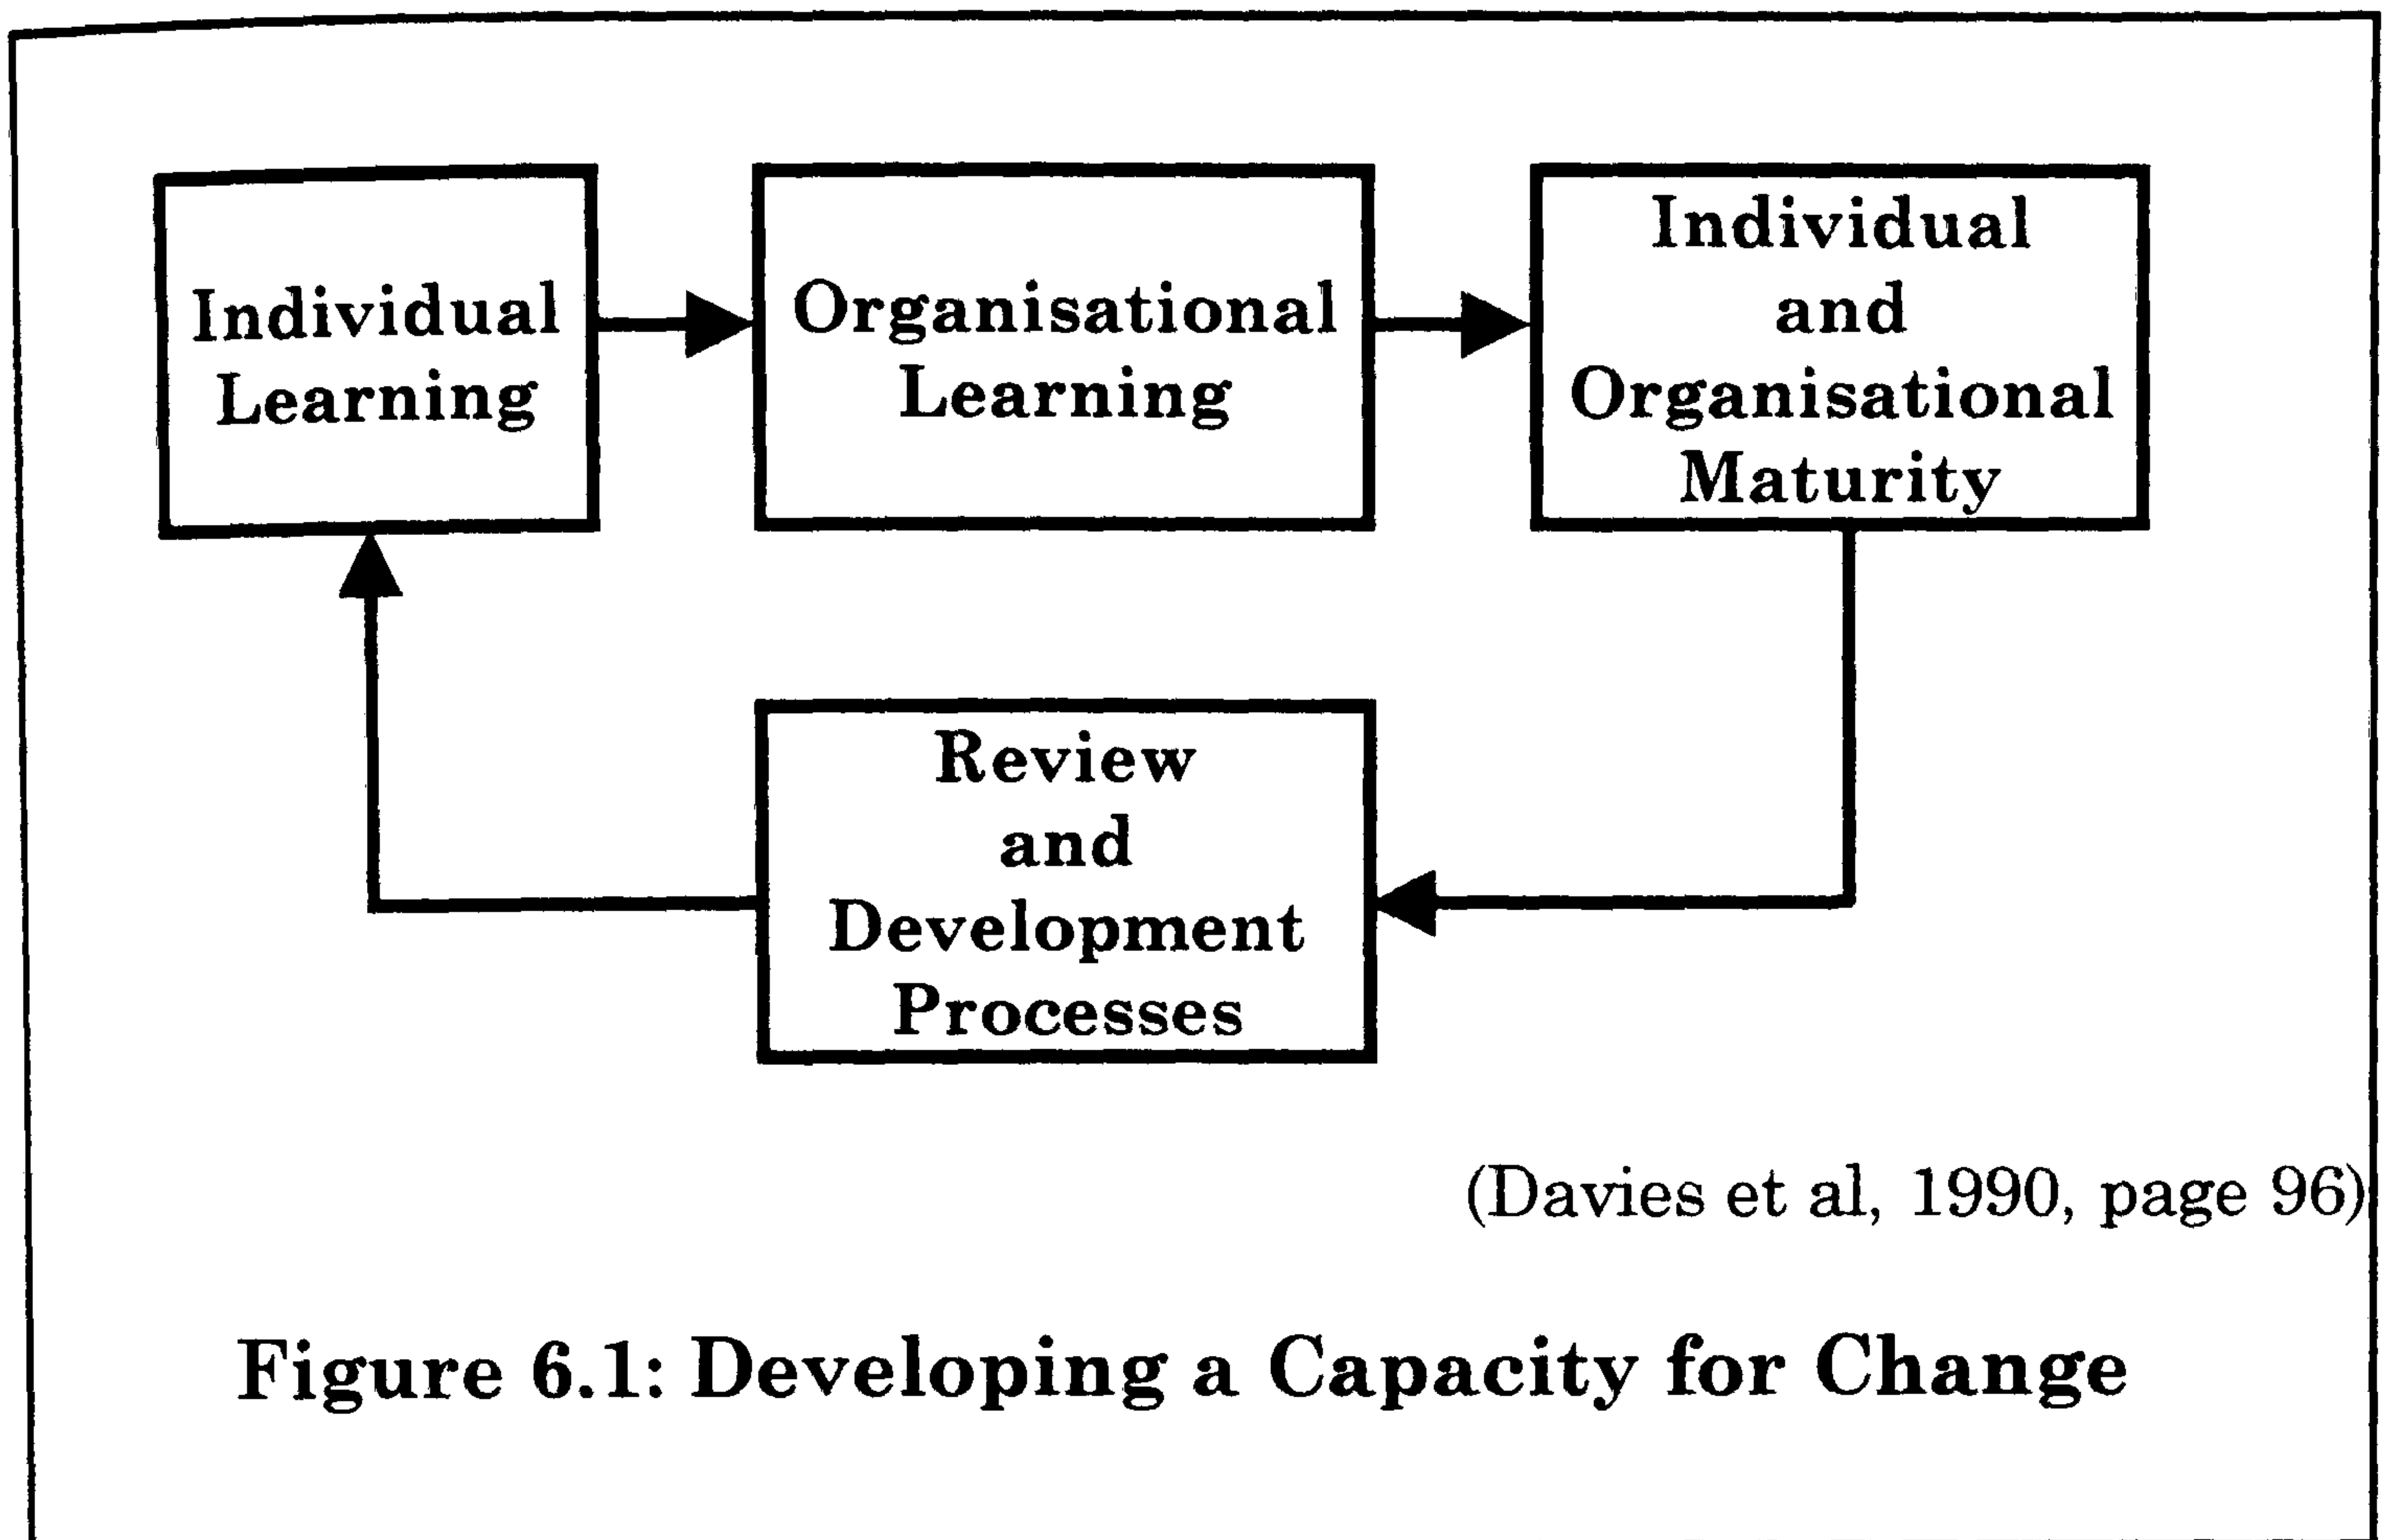 Individual
Learning
Organisational
Learning
Individual
and
Organisational
Maturity
Review
and
Development
Processes
(Davies et al, 1990, page 96)
Figure 6.1: Developing a Capacity for Change